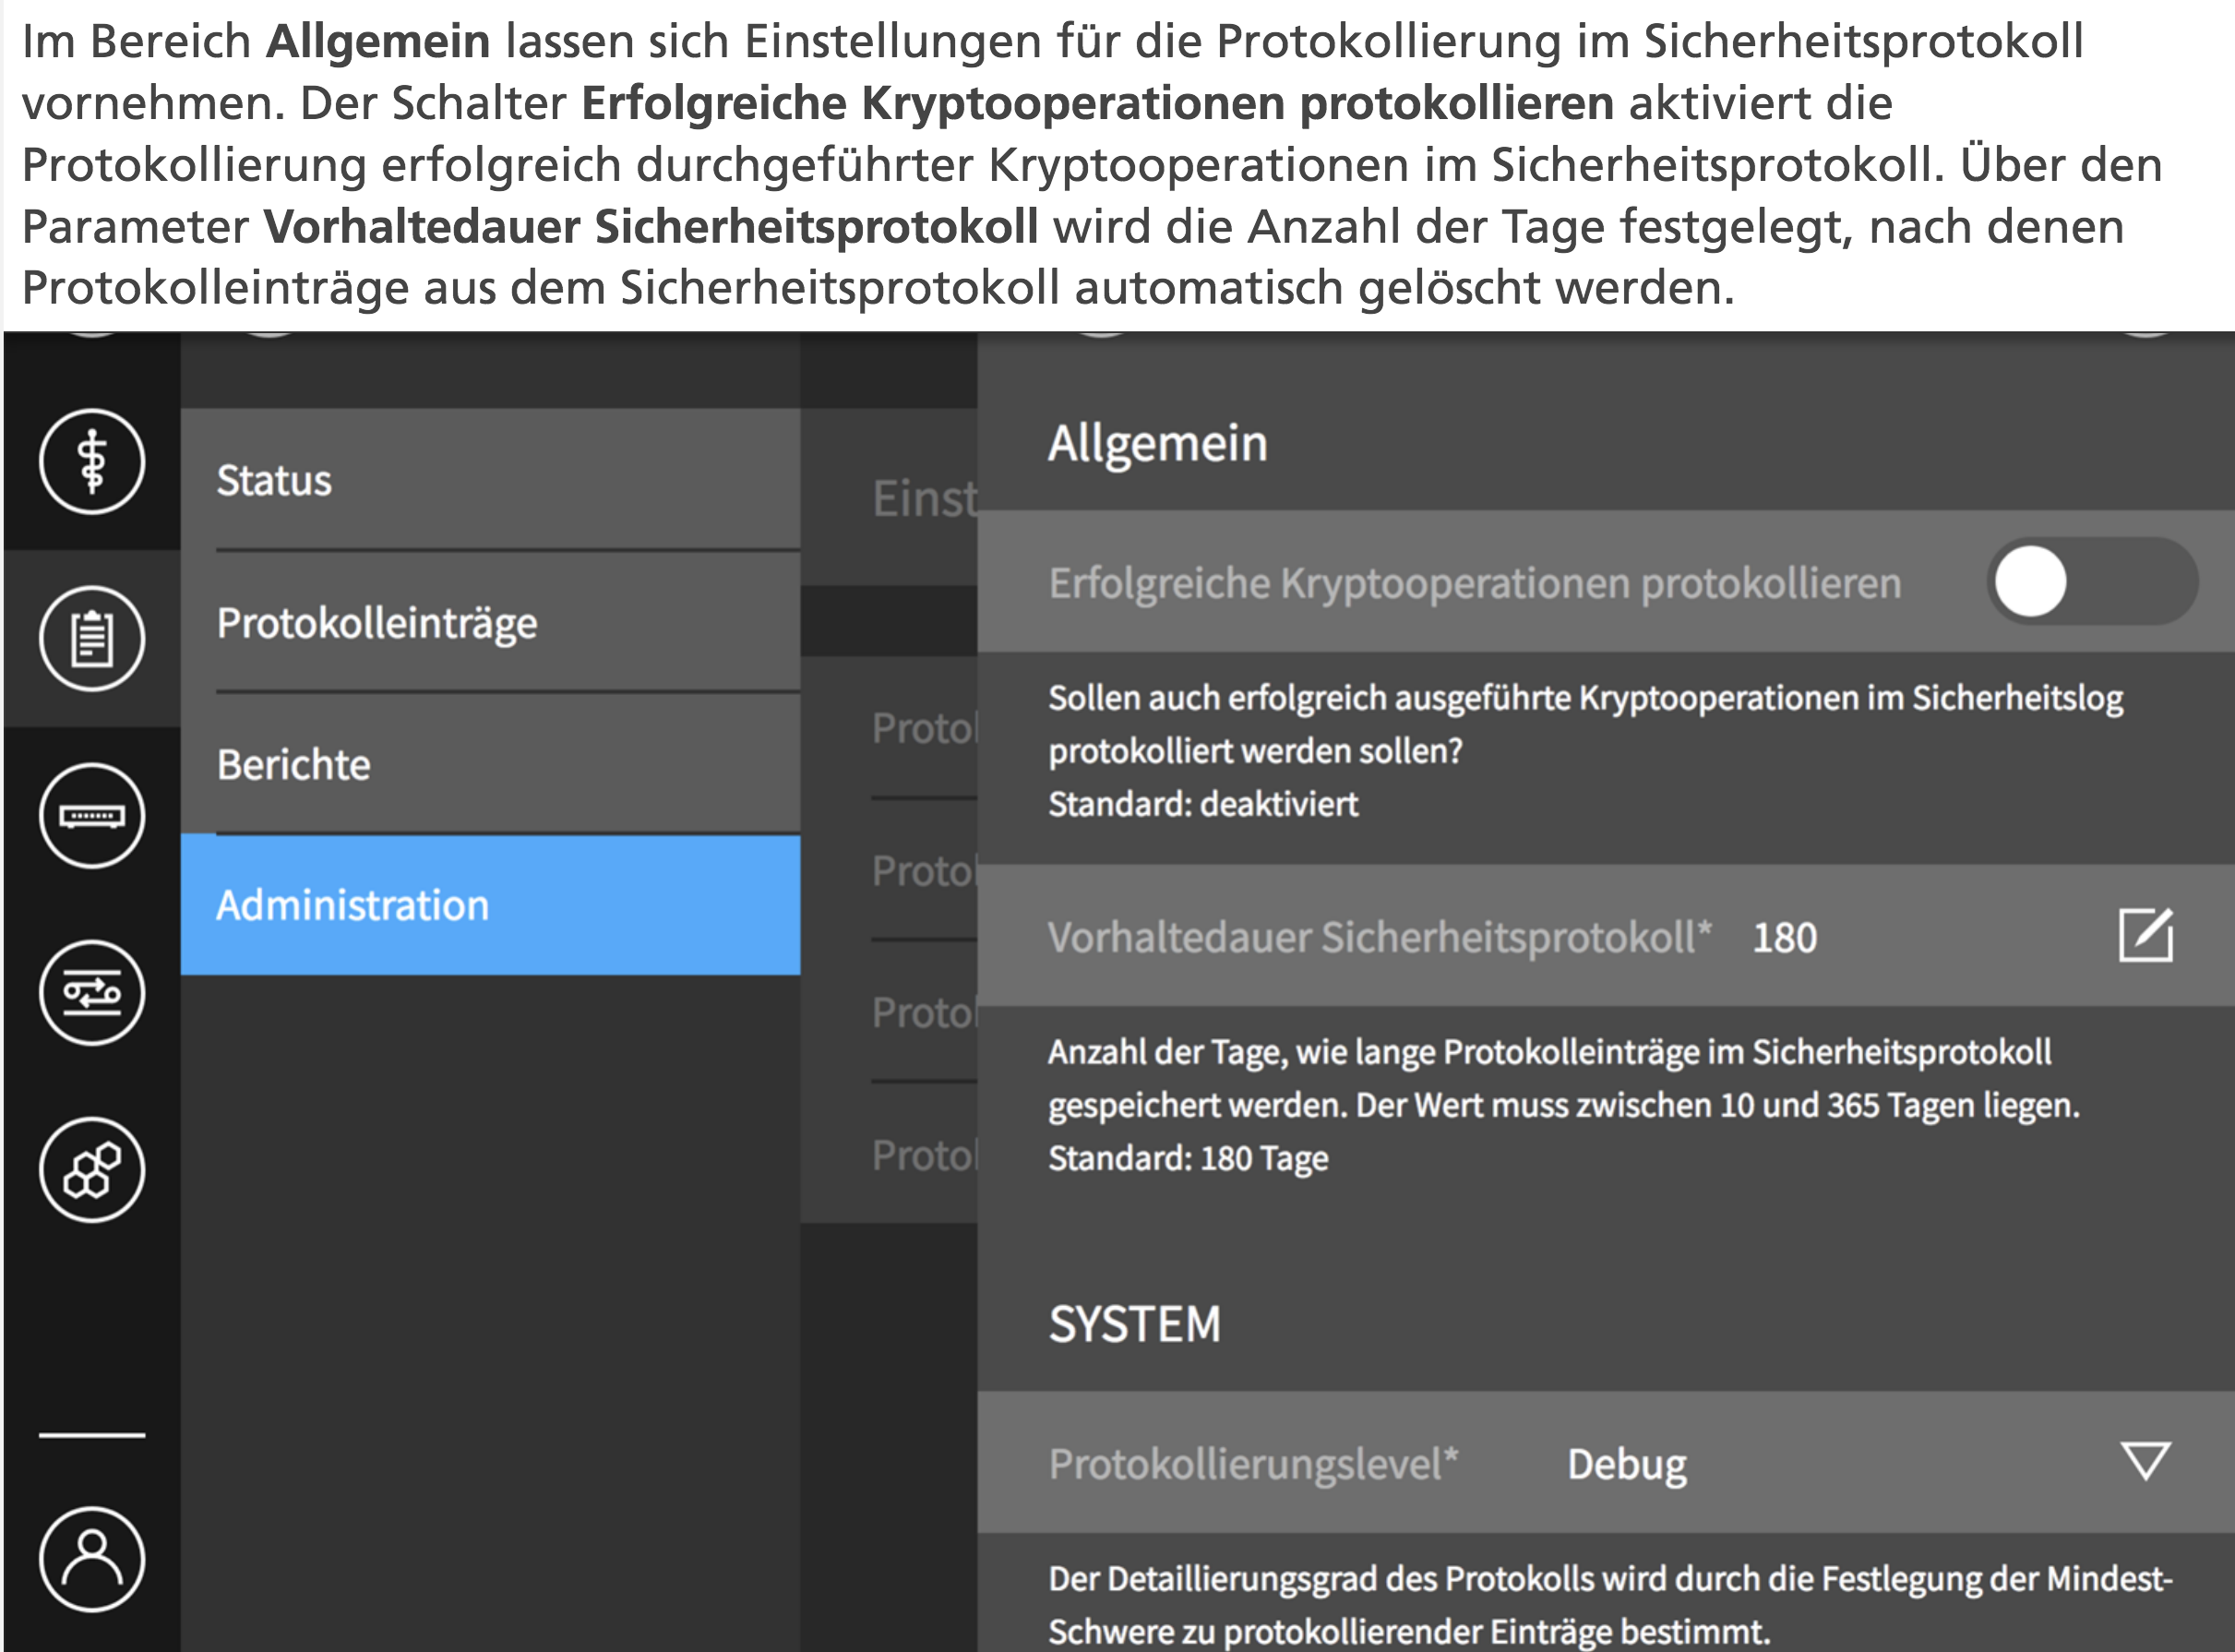 Im Bereich Allgemein lassen sich Einstellungen für die Protokollierung im Sicherheitsprotokoll
vornehmen. Der Schalter Erfolgreiche Kryptooperationen protokollieren aktiviert die
Protokollierung erfolgreich durchgeführter Kryptooperationen im Sicherheitsprotokoll. Über den
Parameter Vorhaltedauer Sicherheitsprotokoll wird die Anzahl der Tage festgelegt, nach denen
Protokolleinträge aus dem Sicherheitsprotokoll automatisch gelöscht werden.
Status
Protokolleinträge
Berichte
Administration
Einst
Proto
Proto
Proto
Proto
Allgemein
Erfolgreiche Kryptooperationen protokollieren
Sollen auch erfolgreich ausgeführte Kryptooperationen im Sicherheitslog
protokolliert werden sollen?
Standard: deaktiviert
Vorhaltedauer Sicherheitsprotokoll* 180
Anzahl der Tage, wie lange Protokolleinträge im Sicherheitsprotokoll
gespeichert werden. Der Wert muss zwischen 10 und 365 Tagen liegen.
Standard: 180 Tage
SYSTEM
Protokollierungslevel* Debug
Der Detaillierungsgrad des Protokolls wird durch die Festlegung der Mindest-
Schwere zu protokollierender Einträge bestimmt.